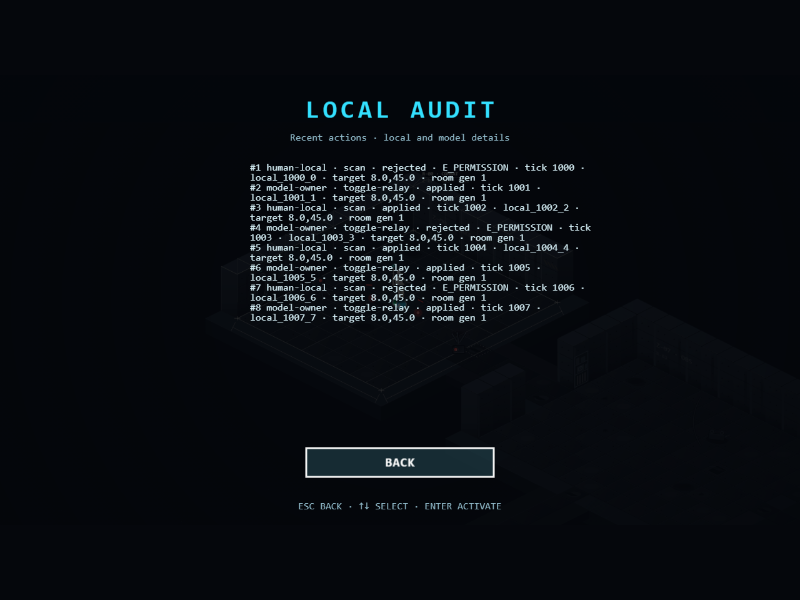 LOCAL AUDIT
Recent actions · local and model details
#1 human-local · scan · rejected · E_PERMISSION · tick 1000 ·
local_1000_0 · target 8.0,45.0 · room gen 1
#2 model-owner · toggle-relay · applied · tick 1001 ·
local_1001_1 · target 8.0,45.0 · room gen 1
#3 human-local · scan · applied · tick 1002 · local_1002_2 ·
target 8.0,45.0 · room gen 1
#4 model-owner · toggle-relay · rejected · E_PERMISSION · tick
1003 · local_1003_3 · target 8.0,45.0 · room gen 1
#5 human-local · scan · applied · tick 1004 · local_1004_4 ·
target 8.0,45.0 · room gen 1
#6 model-owner · toggle-relay · applied · tick 1005 ·
local_1005_5 · target 8.0,45.0 · room gen 1
#7 human-local · scan · rejected · E_PERMISSION · tick 1006 ·
local_1006_6 · target 8.0,45.0 · room gen 1
#8 model-owner · toggle-relay · applied · tick 1007 ·
local_1007_7 · target 8.0,45.0 · room gen 1
BACK
ESC BACK · ↑↓ SELECT · ENTER ACTIVATE